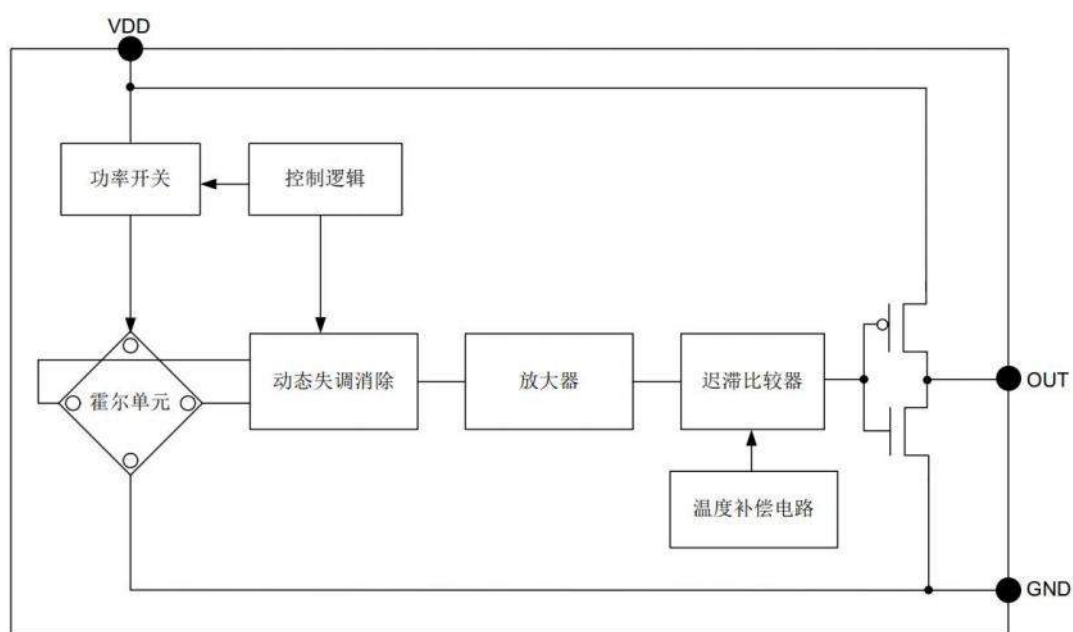 VDD
功率开关
控制逻辑
霍尔单元
动态失调消除
放大器
迟滞比较器
OUT
温度补偿电路
GND